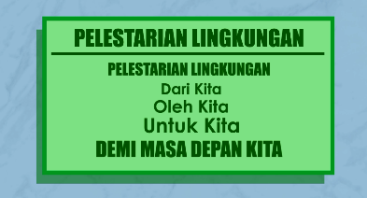 PELESTARIAN LINGKUNGAN
PELESTARIAN LINGKUNGAN
Dari Kita
Oleh Kita
Untuk Kita
DEMI MASA DEPAN KITA